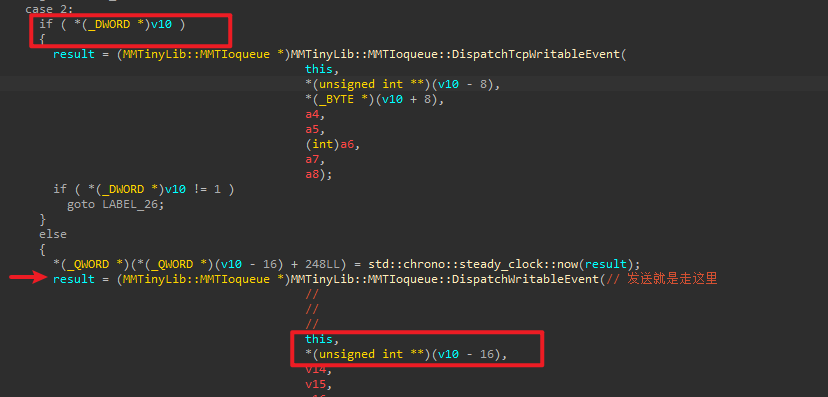 case 2:
if ( *(_DWORD *)v10 )
{
result = (MMTinyLib::MMTIoqueue *)MMTinyLib::MMTIoqueue::DispatchTcpWritableEvent(
this,
*(unsigned int **)(v10 - 8),
*(_BYTE *)(v10 + 8),
a4,
a5,
(int)a6,
a7,
a8);
if ( *(_DWORD *)v10 != 1 )
goto LABEL_26;
}
else
{
*(_QWORD *)(*(_QWORD *)(v10 - 16) + 248LL) = std::chrono::steady_clock::now(result);
result = (MMTinyLib::MMTIoqueue *)MMTinyLib::MMTIoqueue::DispatchWritableEvent(// 发送就是走这里
//
//
//
this,
*(unsigned int **)(v10 - 16),
v14,
v15,